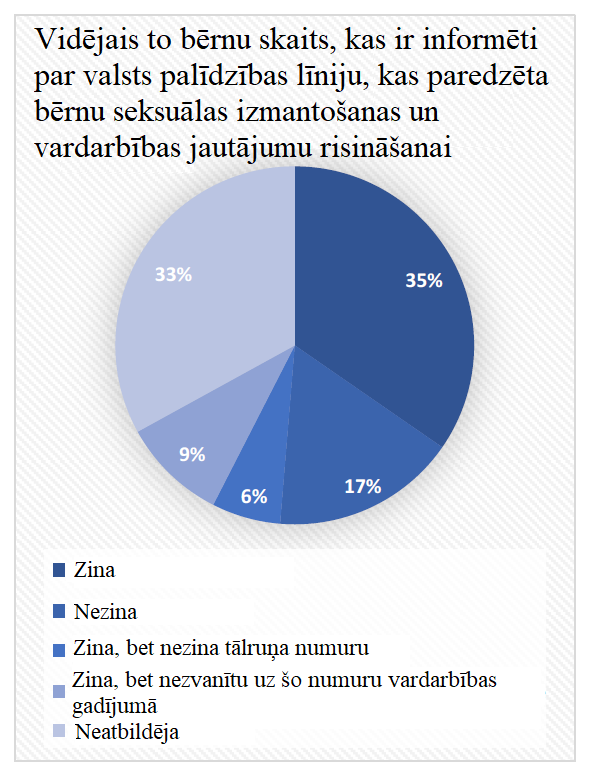 Vidējais to bērnu skaits, kas ir informēti
par valsts palīdzības līniju, kas paredzēta
bērnu seksuālas izmantošanas un
vardarbības jautājumu risināšanai
33%
35%
9%
6%
17%
Zina
Nezina
Zina, bet nezina tālruņa numuru
Zina, bet nezvanītu uz šo numuru vardarbības
gadījumā
Neatbildēja